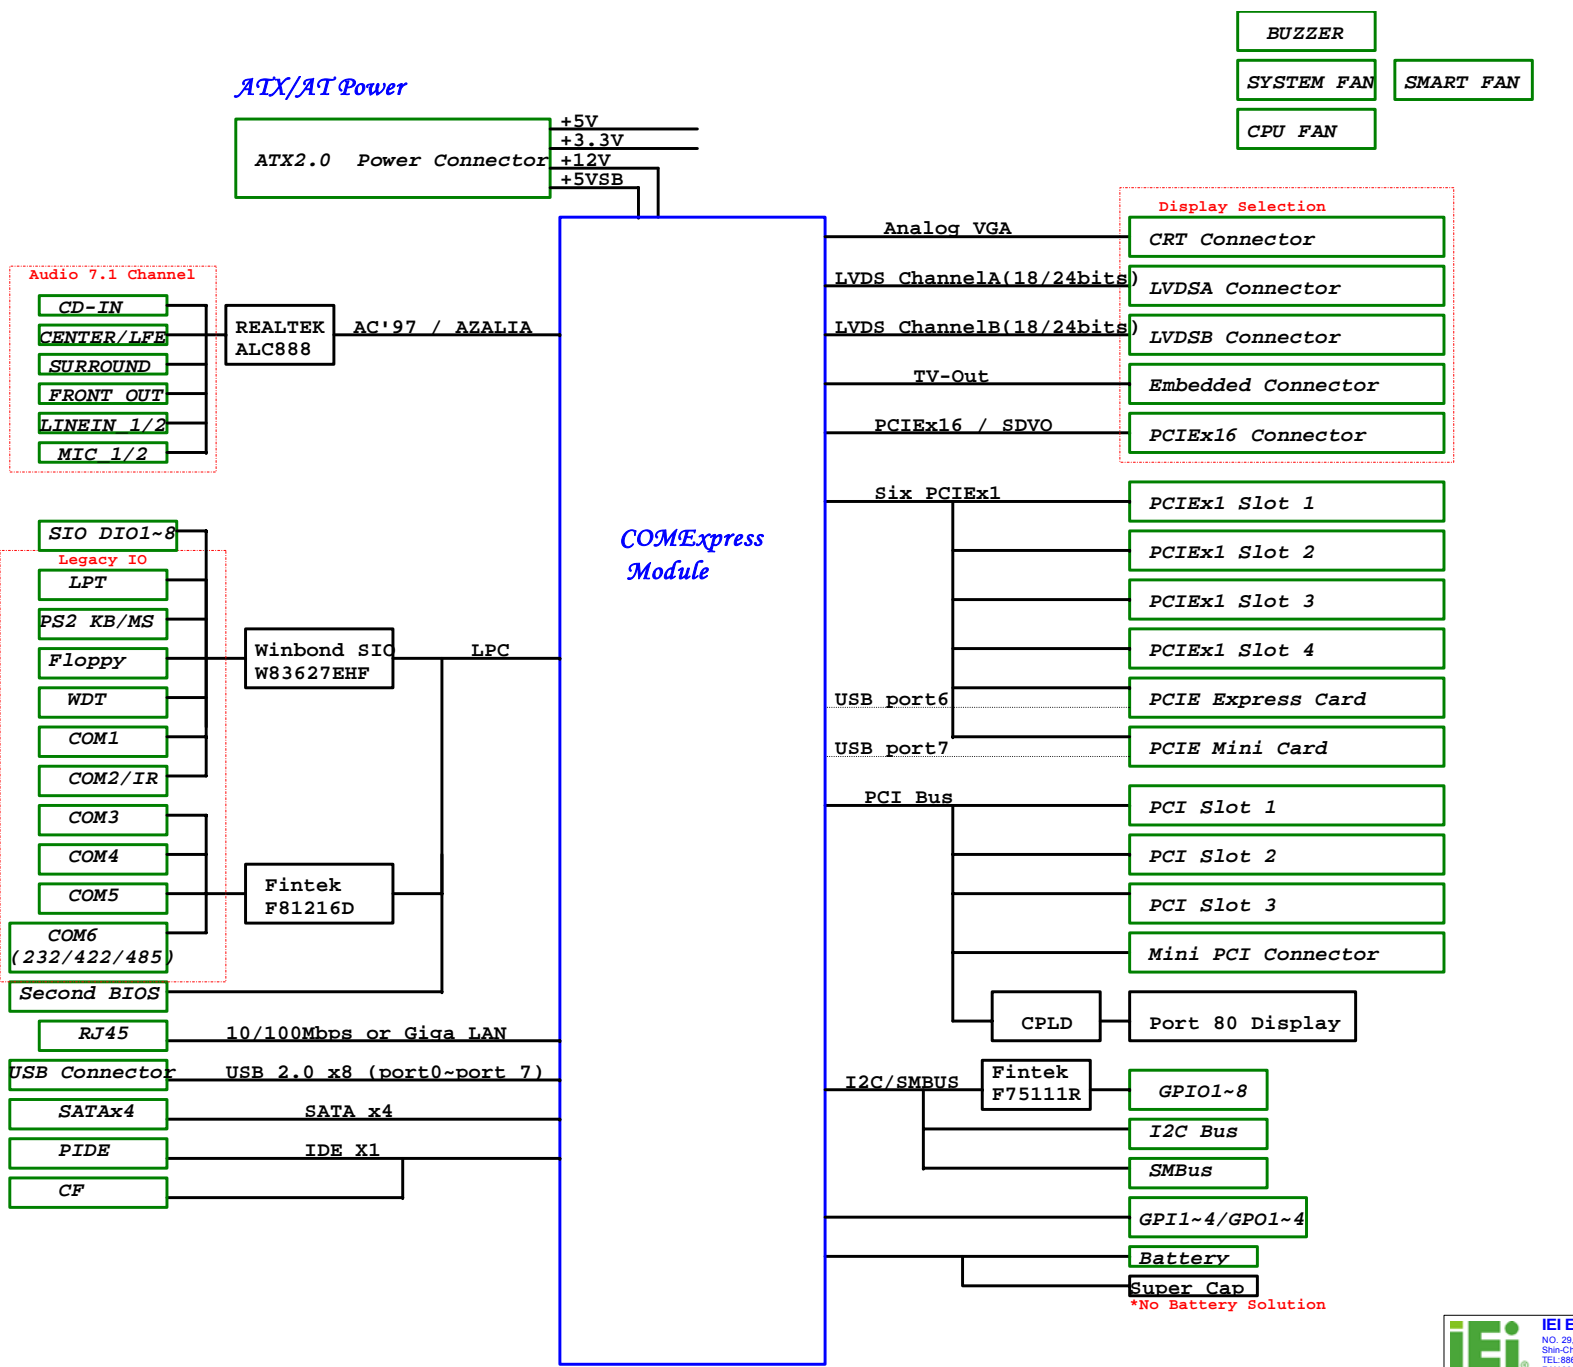 BUZZER
SYSTEM FAN
SMART FAN
CPU FAN
ATX/AT Power
ATX2.0 Power Connector
+5V
+3.3V
+12V
+5VSB
Display Selection
Analog VGA
CRT Connector
LVDS ChannelA(18/24bits)
LVDSA Connector
LVDS ChannelB(18/24bits)
LVDSB Connector
TV-Out
Embedded Connector
PCIEx16 / SDVO
PCIEx16 Connector
Audio 7.1 Channel
CD-IN
CENTER/LFE
SURROUND
FRONT OUT
LINEIN 1/2
MIC 1/2
REALTEK
ALC888
AC'97 / AZALIA
COMExpress
Module
Six PCIEx1
PCIEx1 Slot 1
PCIEx1 Slot 2
PCIEx1 Slot 3
PCIEx1 Slot 4
USB port6
PCIE Express Card
USB port7
PCIE Mini Card
SIO DIO1~8
Legacy IO
LPT
PS2 KB/MS
Floppy
WDT
COM1
COM2/IR
COM3
COM4
COM5
COM6
(232/422/485)
Winbond SIO
W83627EHF
LPC
Fintek
F81216D
Second BIOS
PCI Bus
PCI Slot 1
PCI Slot 2
PCI Slot 3
Mini PCI Connector
CPLD
Port 80 Display
RJ45
10/100Mbps or Giga LAN
USB Connector
USB 2.0 x8 (port0~port 7)
SATAx4
SATA x4
PIDE
IDE X1
CF
I2C/SMBUS
Fintek
F75111R
GPIO1~8
I2C Bus
SMBus
GPI1~4/GPO1~4
Battery
Super Cap
*No Battery Solution
iEi
IEI E
NO. 29,
Shin-Ch
TEL:886